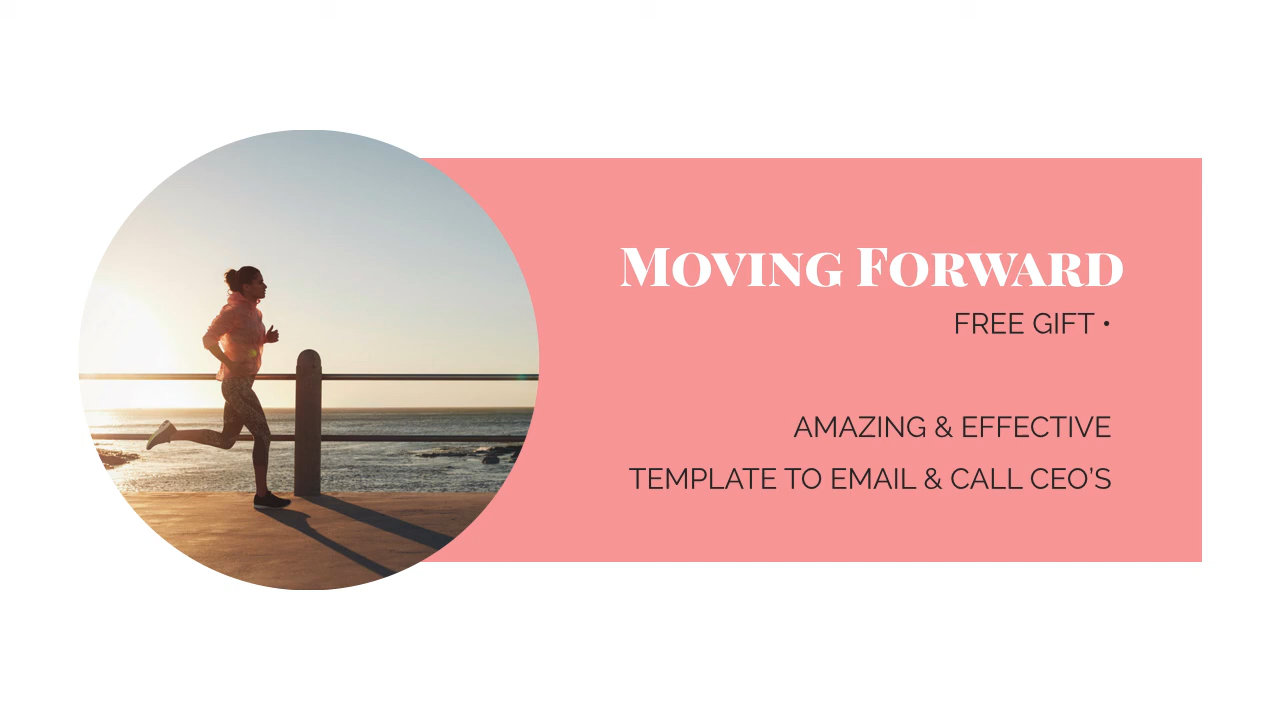 Moving Forward
FREE GIFT •
AMAZING & EFFECTIVE
TEMPLATE TO EMAIL & CALL CEO’S